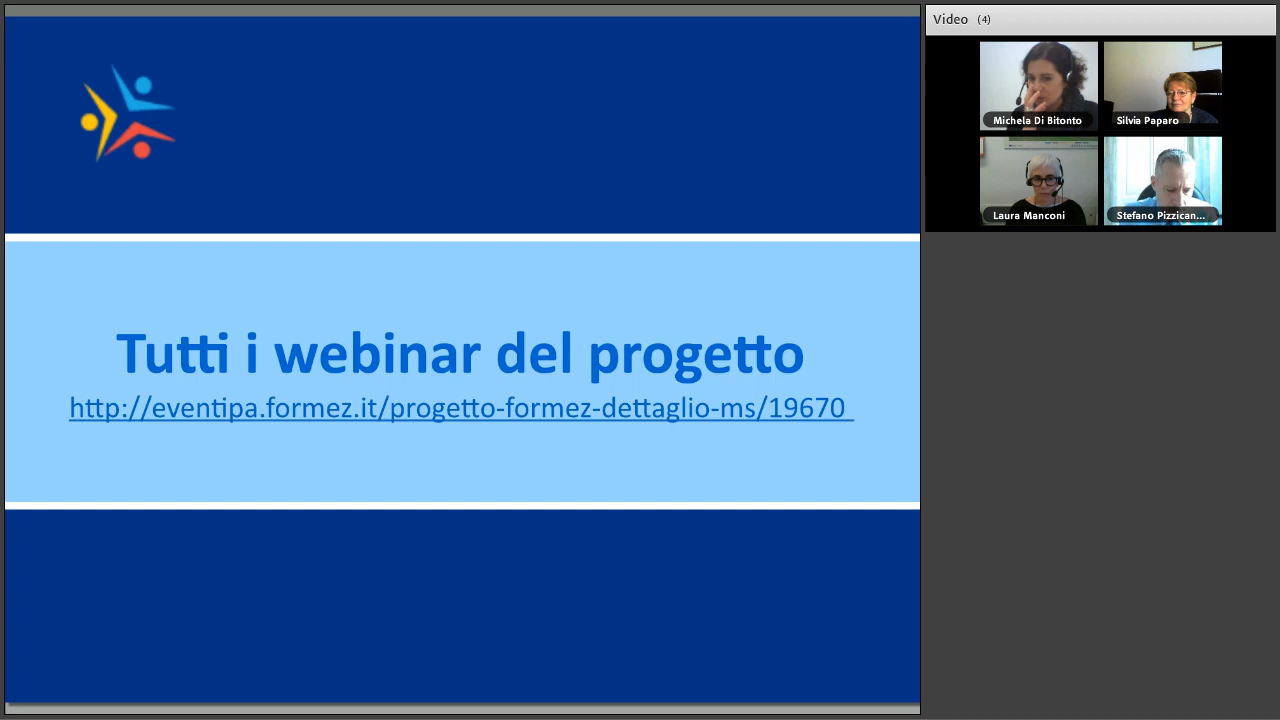 Tutti i webinar del progetto
http://eventipa.formez.it/progetto-formez-dettaglio-ms/19670
Video (4)
Michela Di Bitonto
Silvia Paparo
Laura Manconi
Stefano Pizzican...